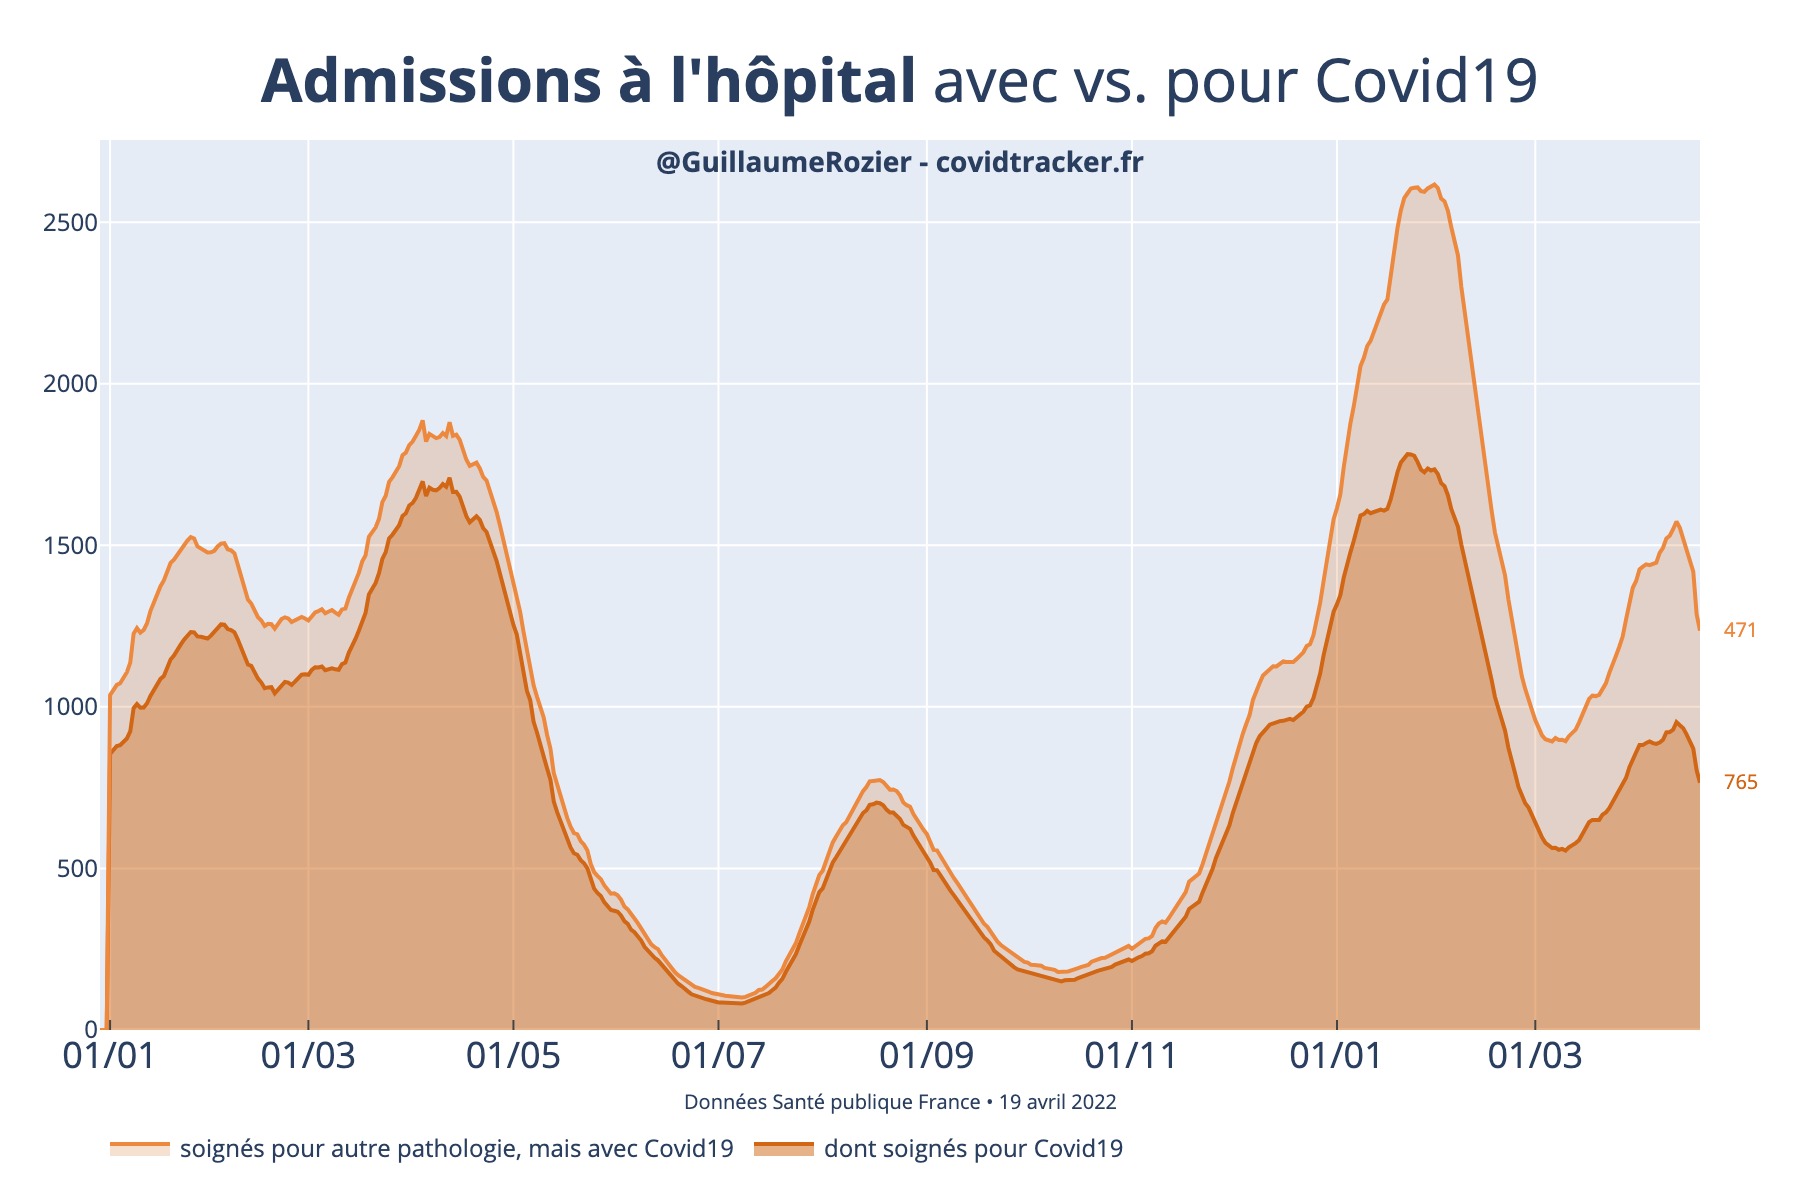 Admissions à l'hôpital avec vs. pour Covid19
@GuillaumeRozier - covidtracker.fr
2500
2000
1500
1000
500
0
471
765
01/01 01/03 01/05 01/07 01/09 01/11 01/01 01/03
Données Santé publique France • 19 avril 2022
soignés pour autre pathologie, mais avec Covid19 dont soignés pour Covid19